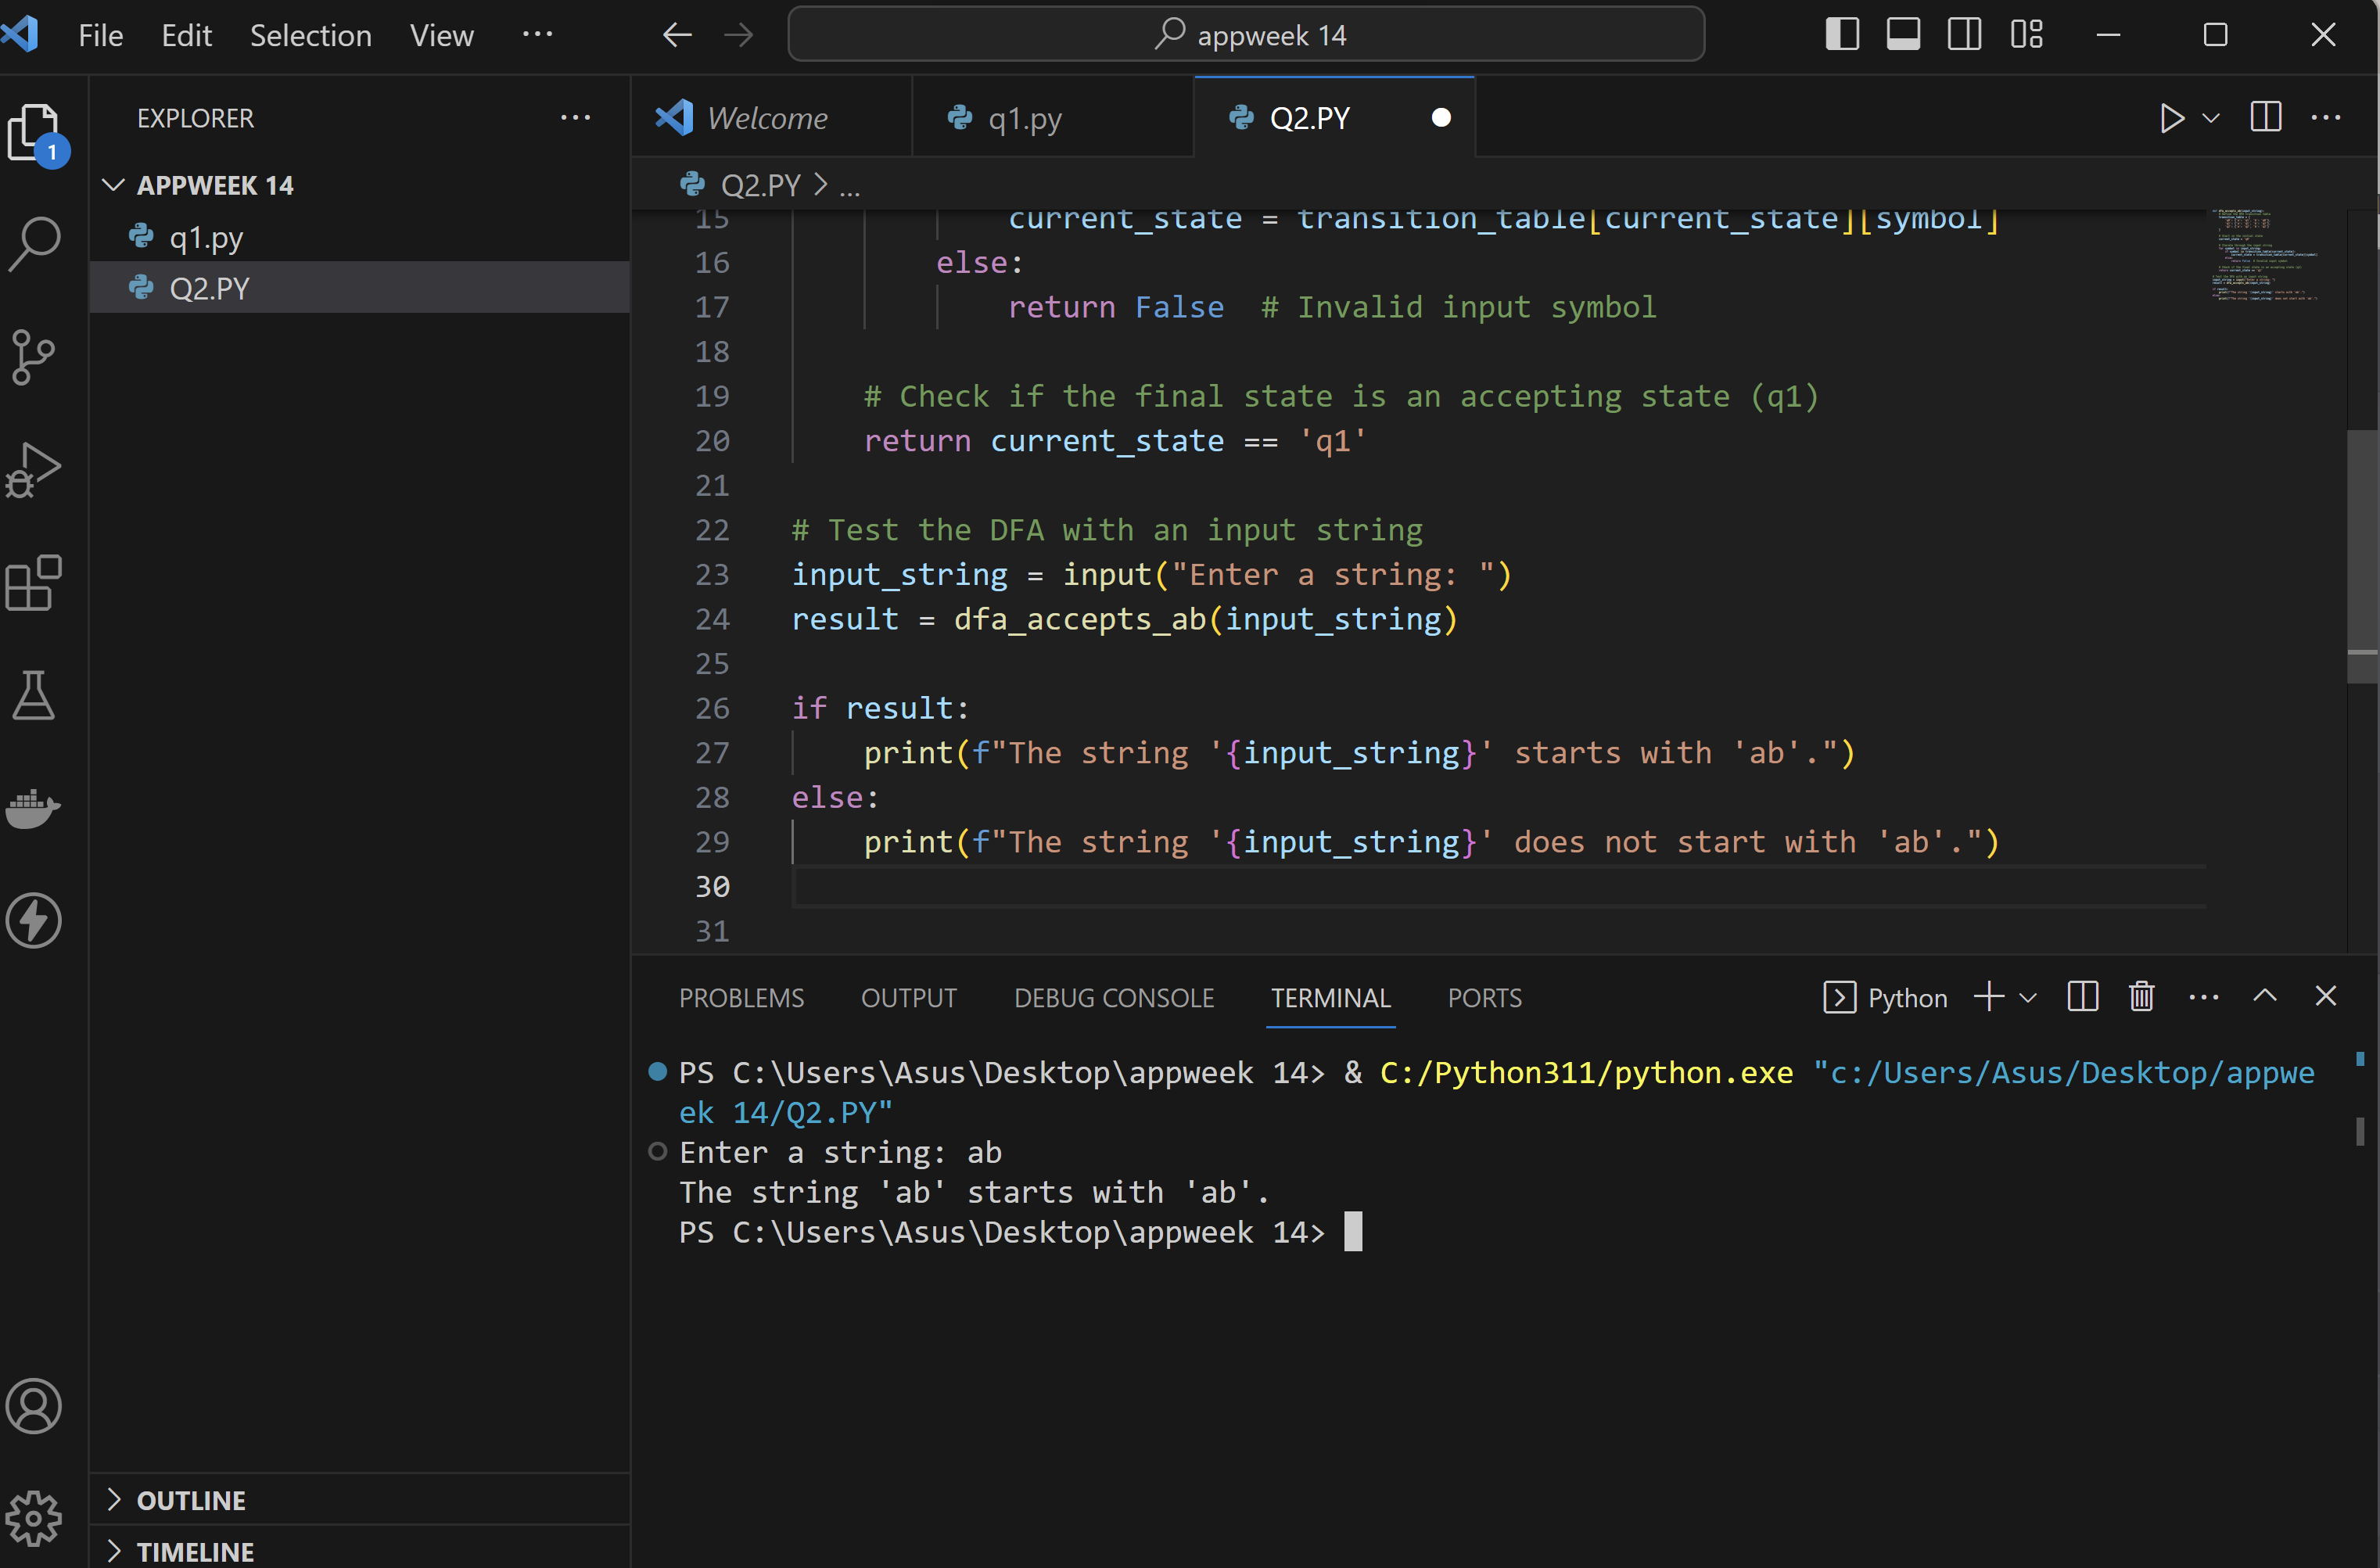 File Edit Selection View ...
appweek 14
EXPLORER ...
Welcome
q1.py
Q2.PY
1
APPWEEK 14
q1.py
Q2.PY
Q2.PY > ...
15 current_state = transition_table[current_state][symbol]
16 else:
17 return False  # Invalid input symbol
18
19 # Check if the final state is an accepting state (q1)
20 return current_state == 'q1'
21
22 # Test the DFA with an input string
23 input_string = input("Enter a string: ")
24 result = dfa_accepts_ab(input_string)
25
26 if result:
27 print(f"The string '{input_string}' starts with 'ab'.")
28 else:
29 print(f"The string '{input_string}' does not start with 'ab'.")
30
31
PROBLEMS OUTPUT DEBUG CONSOLE TERMINAL PORTS
Python
PS C:\Users\Asus\Desktop\appweek 14> & C:/Python311/python.exe "c:/Users/Asus/Desktop/appwe
ek 14/Q2.PY"
Enter a string: ab
The string 'ab' starts with 'ab'.
PS C:\Users\Asus\Desktop\appweek 14>
OUTLINE
TIMELINE